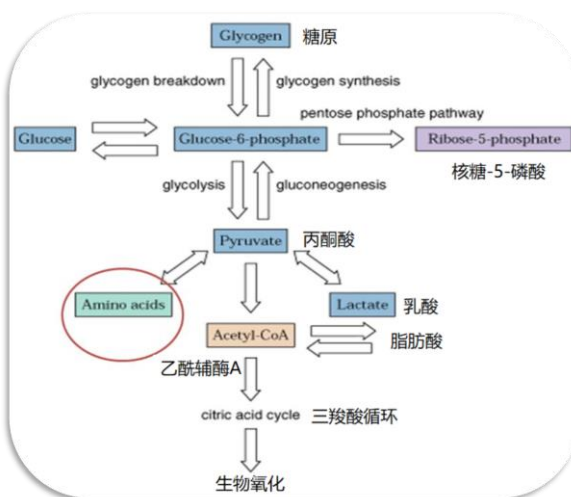 Glycogen 糖原
glycogen breakdown glycogen synthesis
pentose phosphate pathway
Glucose Glucose-6-phosphate Ribose-5-phosphate
核糖-5-磷酸
glycolysis gluconeogenesis
Pyruvate 丙酮酸
Amino acids Lactate 乳酸
Acetyl-CoA 脂肪酸
乙酰辅酶A
citric acid cycle 三羧酸循环
生物氧化